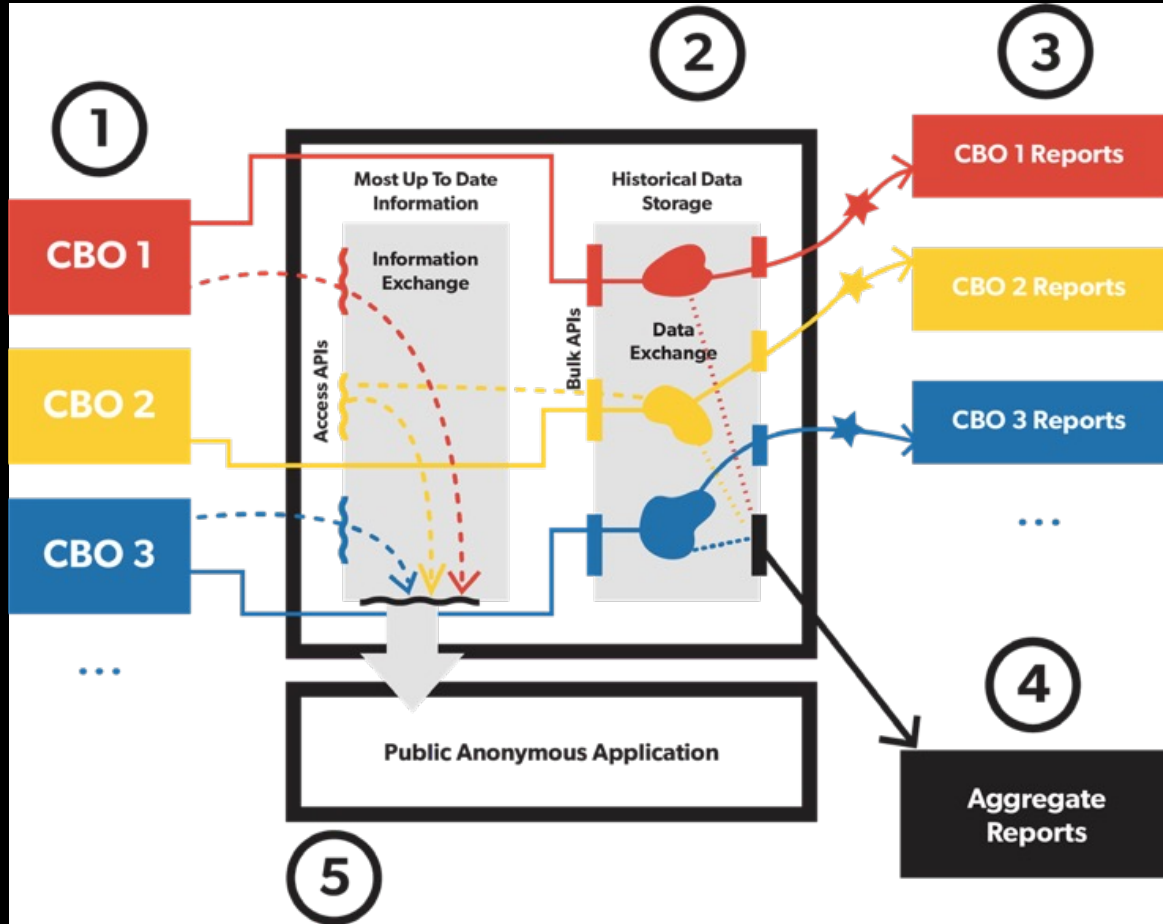 1
2
3
CBO 1
CBO 2
CBO 3
...
Most Up To Date
Information
Information
Exchange
Access APIs
Historical Data
Storage
Bulk APIs
Data
Exchange
CBO 1 Reports
CBO 2 Reports
CBO 3 Reports
...
4
Aggregate
Reports
Public Anonymous Application
5